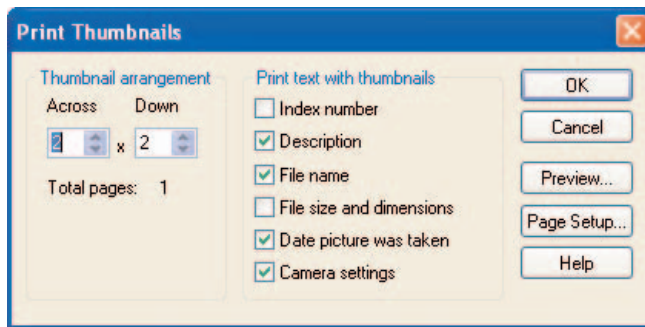 Print Thumbnails
Thumbnail arrangement
Across Down
2 x 2
Total pages: 1
Print text with thumbnails
Index number
Description
File name
File size and dimensions
Date picture was taken
Camera settings
OK
Cancel
Preview...
Page Setup...
Help